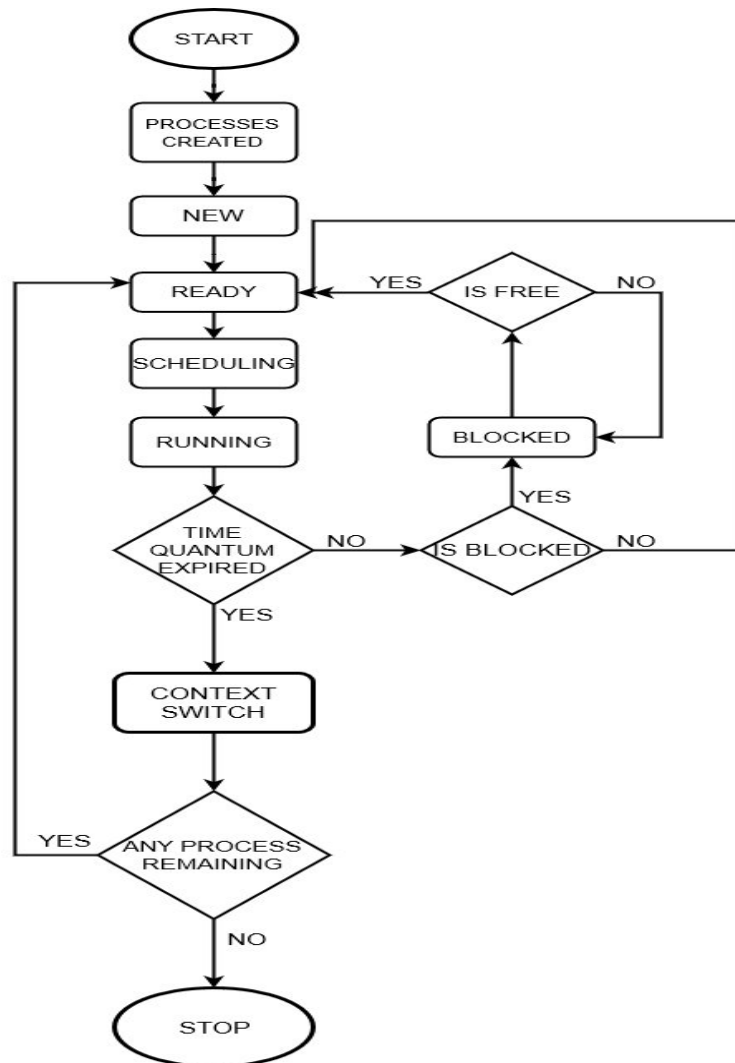 START
PROCESSES
CREATED
NEW
READY
YES
IS FREE
NO
SCHEDULING
RUNNING
BLOCKED
YES
TIME
QUANTUM
EXPIRED
NO
IS BLOCKED
NO
YES
CONTEXT
SWITCH
YES
ANY PROCESS
REMAINING
NO
STOP